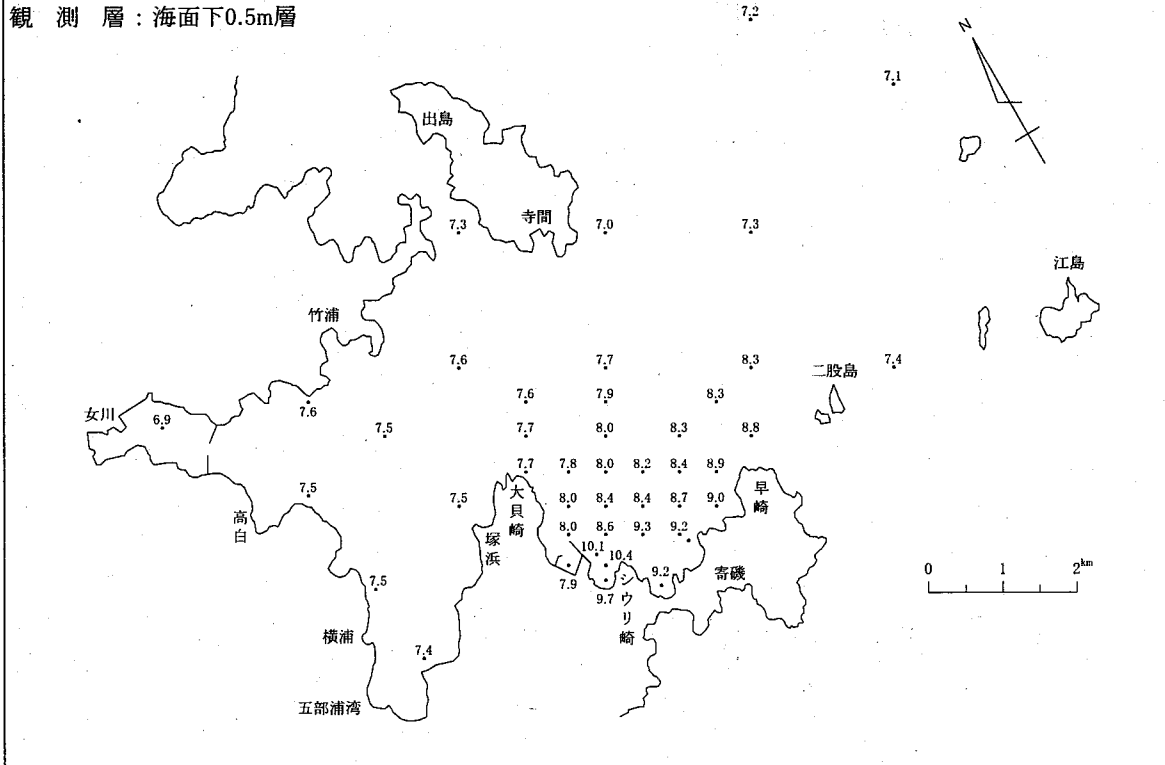 観測層：海面下0.5m層
7.2
N
7.1
出島
寺間
7.3
7.0
7.3
江島
竹浦
7.6
7.7
8.3
7.4
二股島
7.6
7.9
8.3
女川
6.9
7.6
7.5
7.7
8.0
8.3
8.8
7.7
7.8
8.0
8.2
8.4
8.9
7.5
7.5
大貝崎
8.0
8.4
8.4
8.7
9.0
早崎
高白
塚浜
8.0
8.6
9.3
9.2
10.1
10.4
7.9
9.7
シウリ崎
9.2
寄磯
0 1 2km
7.5
横浦
7.4
五部浦湾